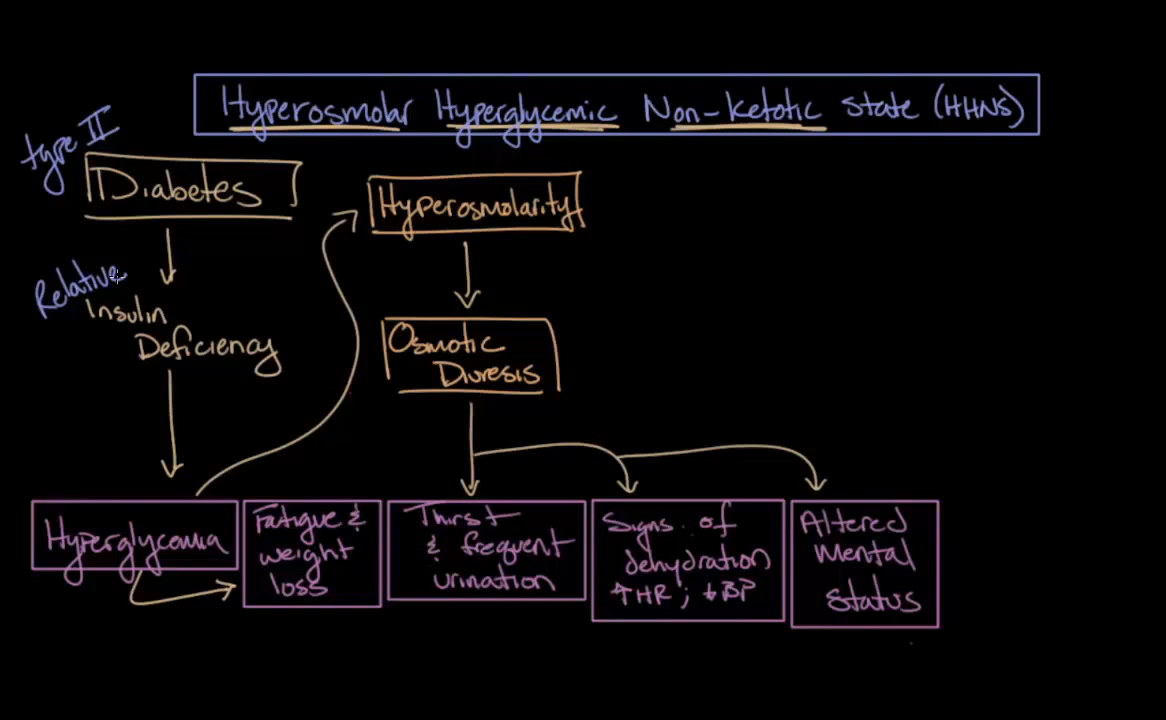 Hyperosmolar Hyperglycemic Non-Ketotic State (HHNS)
type II
Diabetes
Relative
Insulin
Deficiency
Hyperosmolarity
Osmotic
Diuresis
Hyperglycemia
Fatigue &
weight
loss
Thirst
& frequent
urination
Signs of
dehydration
↑HR; ↓BP
Altered
Mental
Status